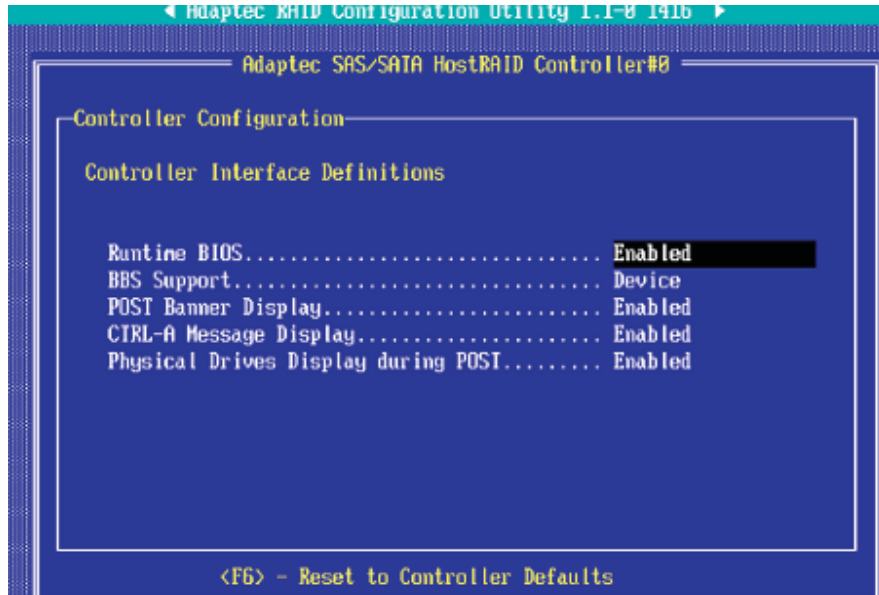 ◄ Adaptec RAID Configuration Utility 1.1-0 1416 ►
Adaptec SAS/SATA HostRAID Controller#0
Controller Configuration
Controller Interface Definitions
Runtime BIOS............................... Enabled
BBS Support................................ Device
POST Banner Display........................ Enabled
CTRL-A Message Display..................... Enabled
Physical Drives Display during POST......... Enabled
<F6> - Reset to Controller Defaults